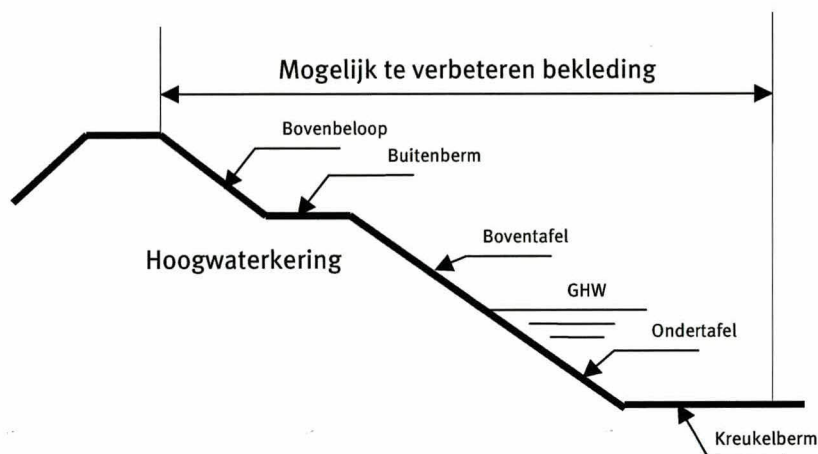 Mogelijk te verbeteren bekleding
Bovenbeloop
Buitenberm
Boventafel
Hoogwaterkering
GHW
Ondertafel
Kreukelberm